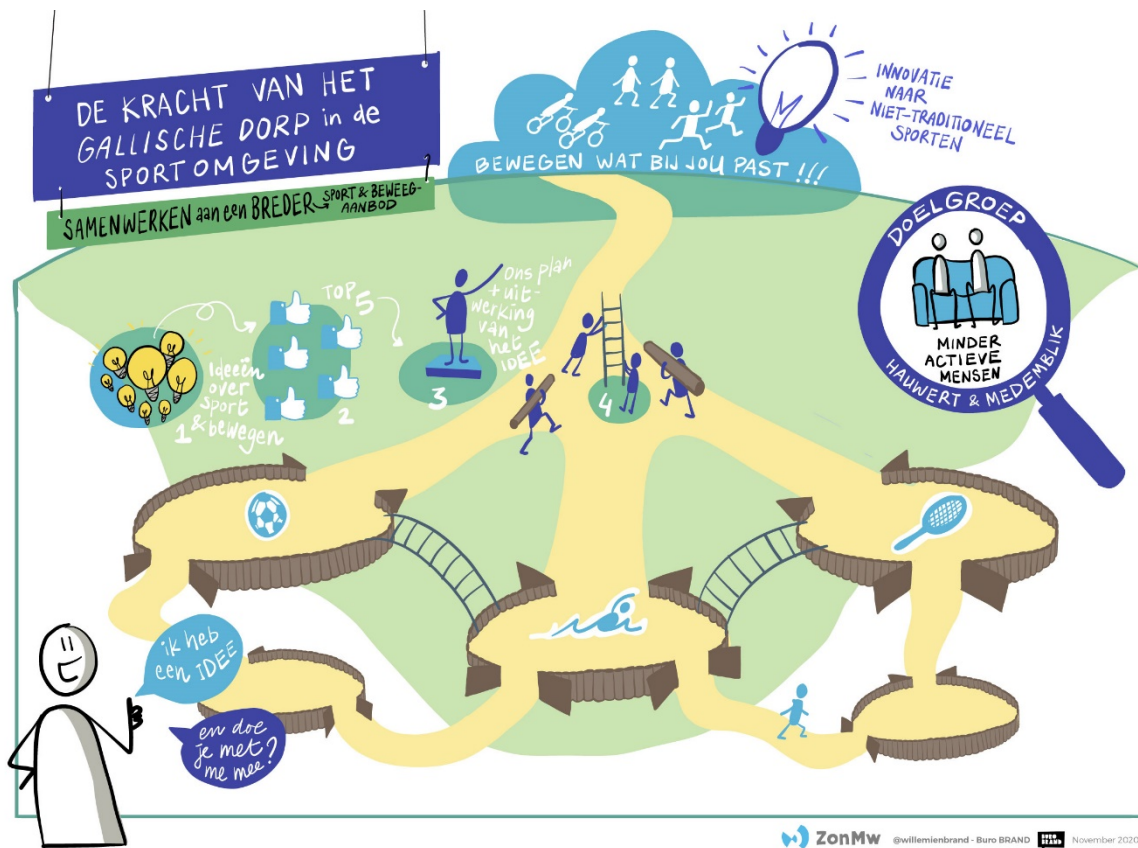 DE KRACHT VAN HET
GALLISCHE DORP in de
SPORTOMGEVING
SAMENWERKEN aan een BREDER → SPORT & BEWEEG-
AANBOD
BEWEGEN WAT BIJ JOU PAST !!!
INNOVATIE
NAAR
NIET-TRADITIONEEL
SPORTEN
DOELGROEP
MINDER
ACTIEVE
MENSEN
HAUWERT & MEDEMBLIK
1
Ideeën
over
sport
& bewegen
2
TOP 5
3
Ons plan
+ uit-
werking
van
het
IDEE
4
ik heb
een IDEE
en doe
je met
me mee?
ZonMw @willemienbrand - Buro BRAND BURO BRAND November 2020